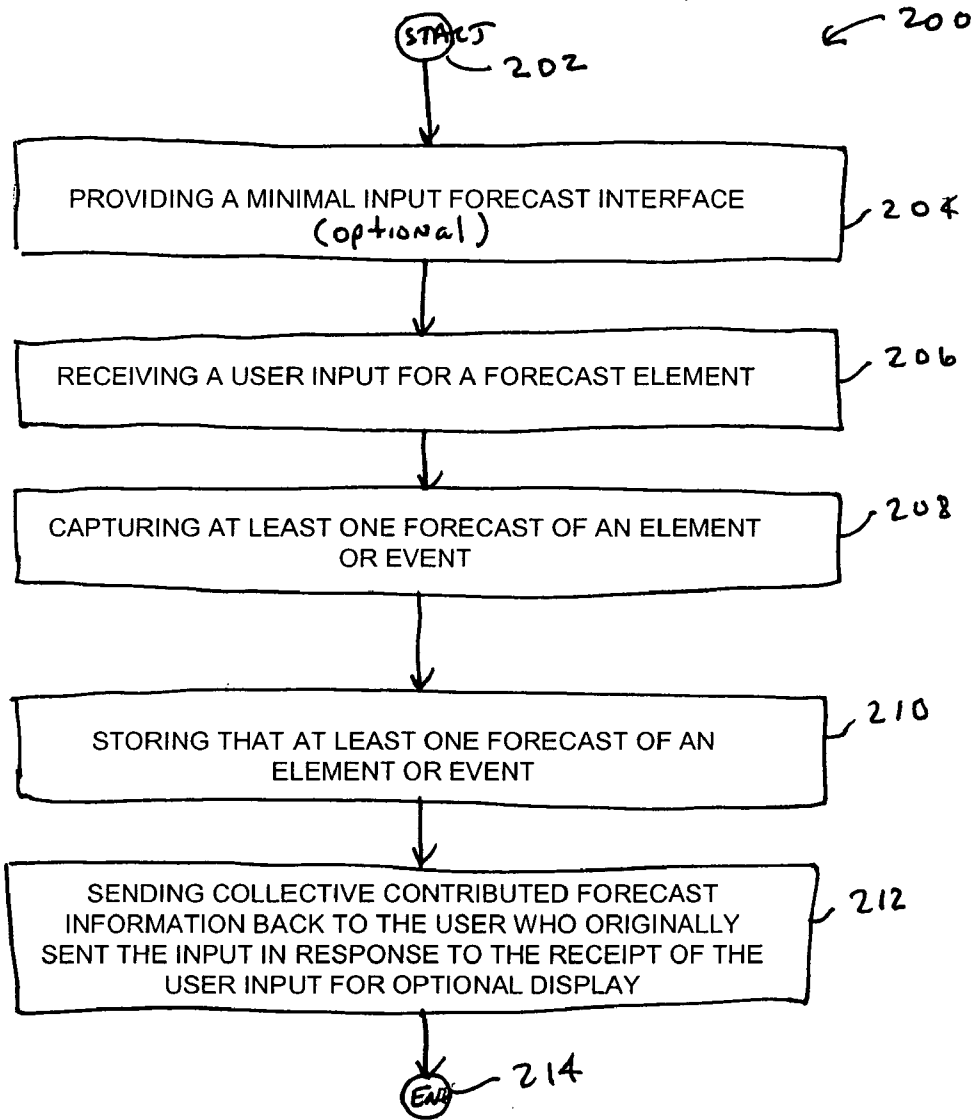 START
200
202
PROVIDING A MINIMAL INPUT FORECAST INTERFACE
(optional)
204
RECEIVING A USER INPUT FOR A FORECAST ELEMENT
206
CAPTURING AT LEAST ONE FORECAST OF AN ELEMENT
OR EVENT
208
STORING THAT AT LEAST ONE FORECAST OF AN
ELEMENT OR EVENT
210
SENDING COLLECTIVE CONTRIBUTED FORECAST
INFORMATION BACK TO THE USER WHO ORIGINALLY
SENT THE INPUT IN RESPONSE TO THE RECEIPT OF THE
USER INPUT FOR OPTIONAL DISPLAY
212
END
214